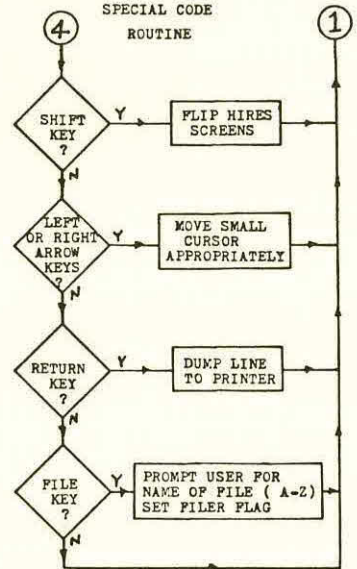 SPECIAL CODE
ROUTINE
4
1
SHIFT
KEY
?
Y
FLIP HIRES
SCREENS
N
LEFT
OR RIGHT
ARROW
KEYS
?
Y
MOVE SMALL
CURSOR
APPROPRIATELY
N
RETURN
KEY
?
Y
DUMP LINE
TO PRINTER
N
FILE
KEY
?
Y
PROMPT USER FOR
NAME OF FILE ( A-Z)
SET FILER FLAG
N